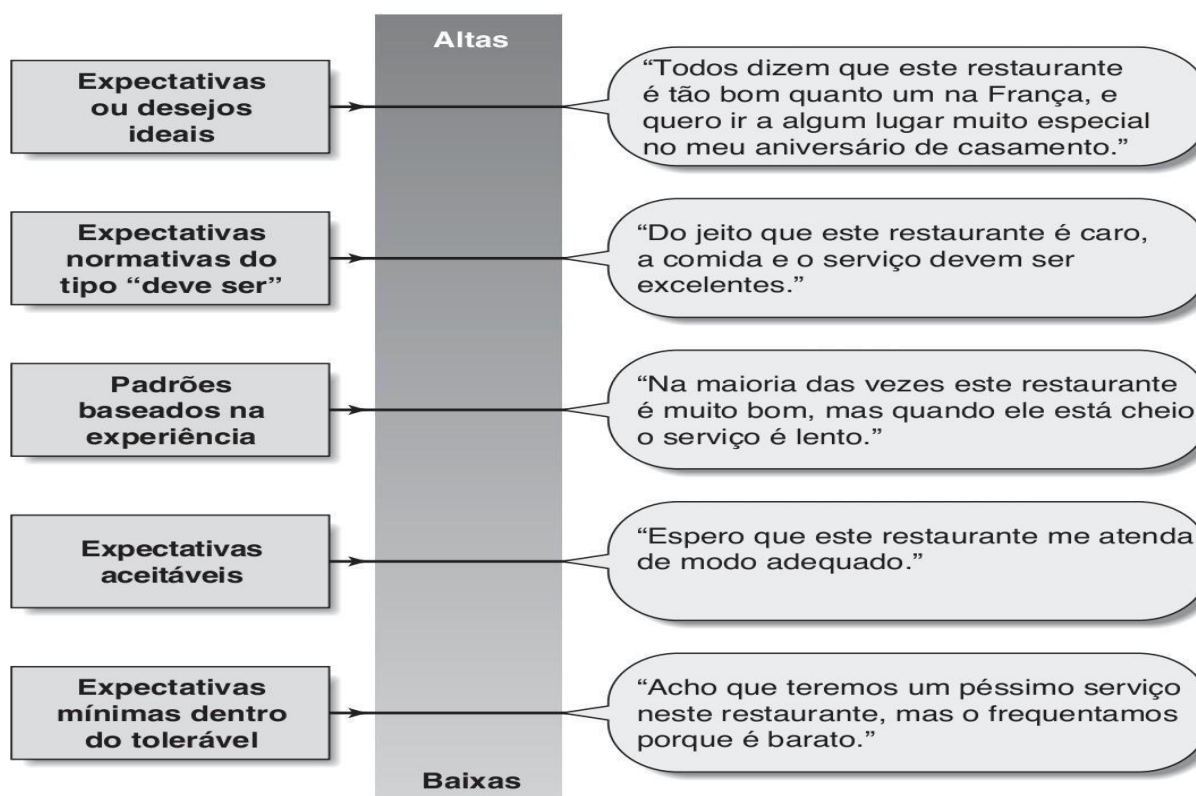 Altas
Expectativas
ou desejos
ideais
“Todos dizem que este restaurante
é tão bom quanto um na França, e
quero ir a algum lugar muito especial
no meu aniversário de casamento.”
Expectativas
normativas do
tipo “deve ser”
“Do jeito que este restaurante é caro,
a comida e o serviço devem ser
excelentes.”
Padrões
baseados na
experiência
“Na maioria das vezes este restaurante
é muito bom, mas quando ele está cheio
o serviço é lento.”
Expectativas
aceitáveis
“Espero que este restaurante me atenda
de modo adequado.”
Expectativas
mínimas dentro
do tolerável
“Acho que teremos um péssimo serviço
neste restaurante, mas o frequentamos
porque é barato.”
Baixas